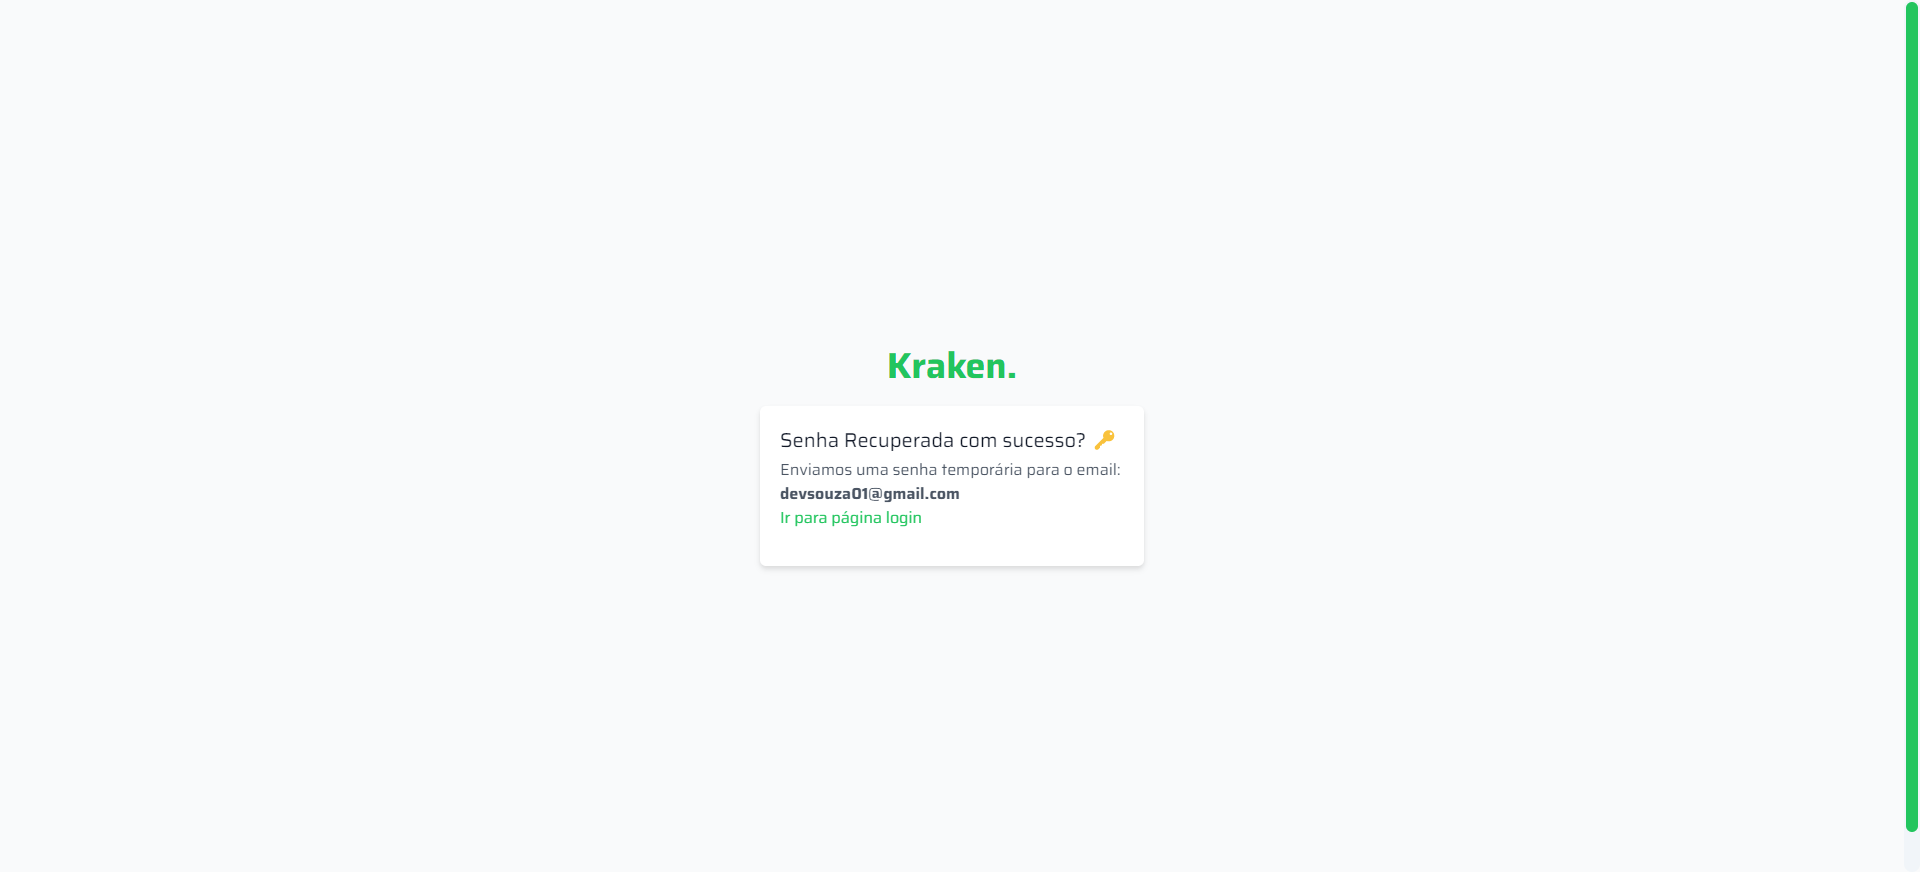 Kraken.
Senha Recuperada com sucesso? 🔑
Enviamos uma senha temporária para o email:
devsouza01@gmail.com
Ir para página login